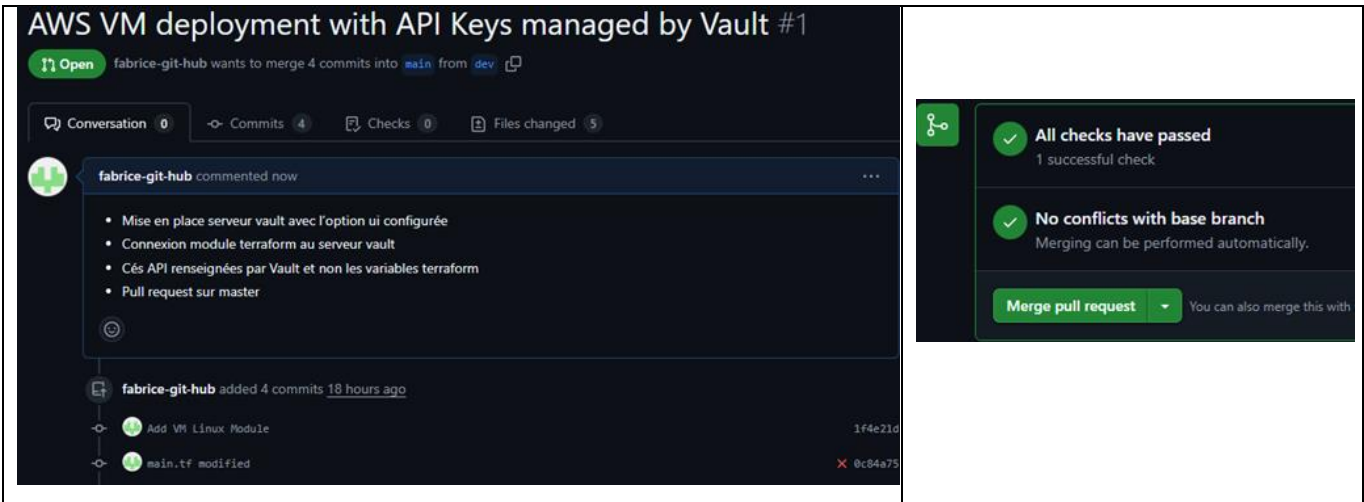 AWS VM deployment with API Keys managed by Vault #1
Open fabrice-git-hub wants to merge 4 commits into main from dev
Conversation 0 Commits 4 Checks 0 Files changed 5
fabrice-git-hub commented now
• Mise en place serveur vault avec l'option ui configurée
• Connexion module terraform au serveur vault
• Cés API renseignées par Vault et non les variables terraform
• Pull request sur master
fabrice-git-hub added 4 commits 18 hours ago
Add VM Linux Module 1f4e21d
main.tf modified 0c84a75
All checks have passed
1 successful check
No conflicts with base branch
Merging can be performed automatically.
Merge pull request You can also merge this with